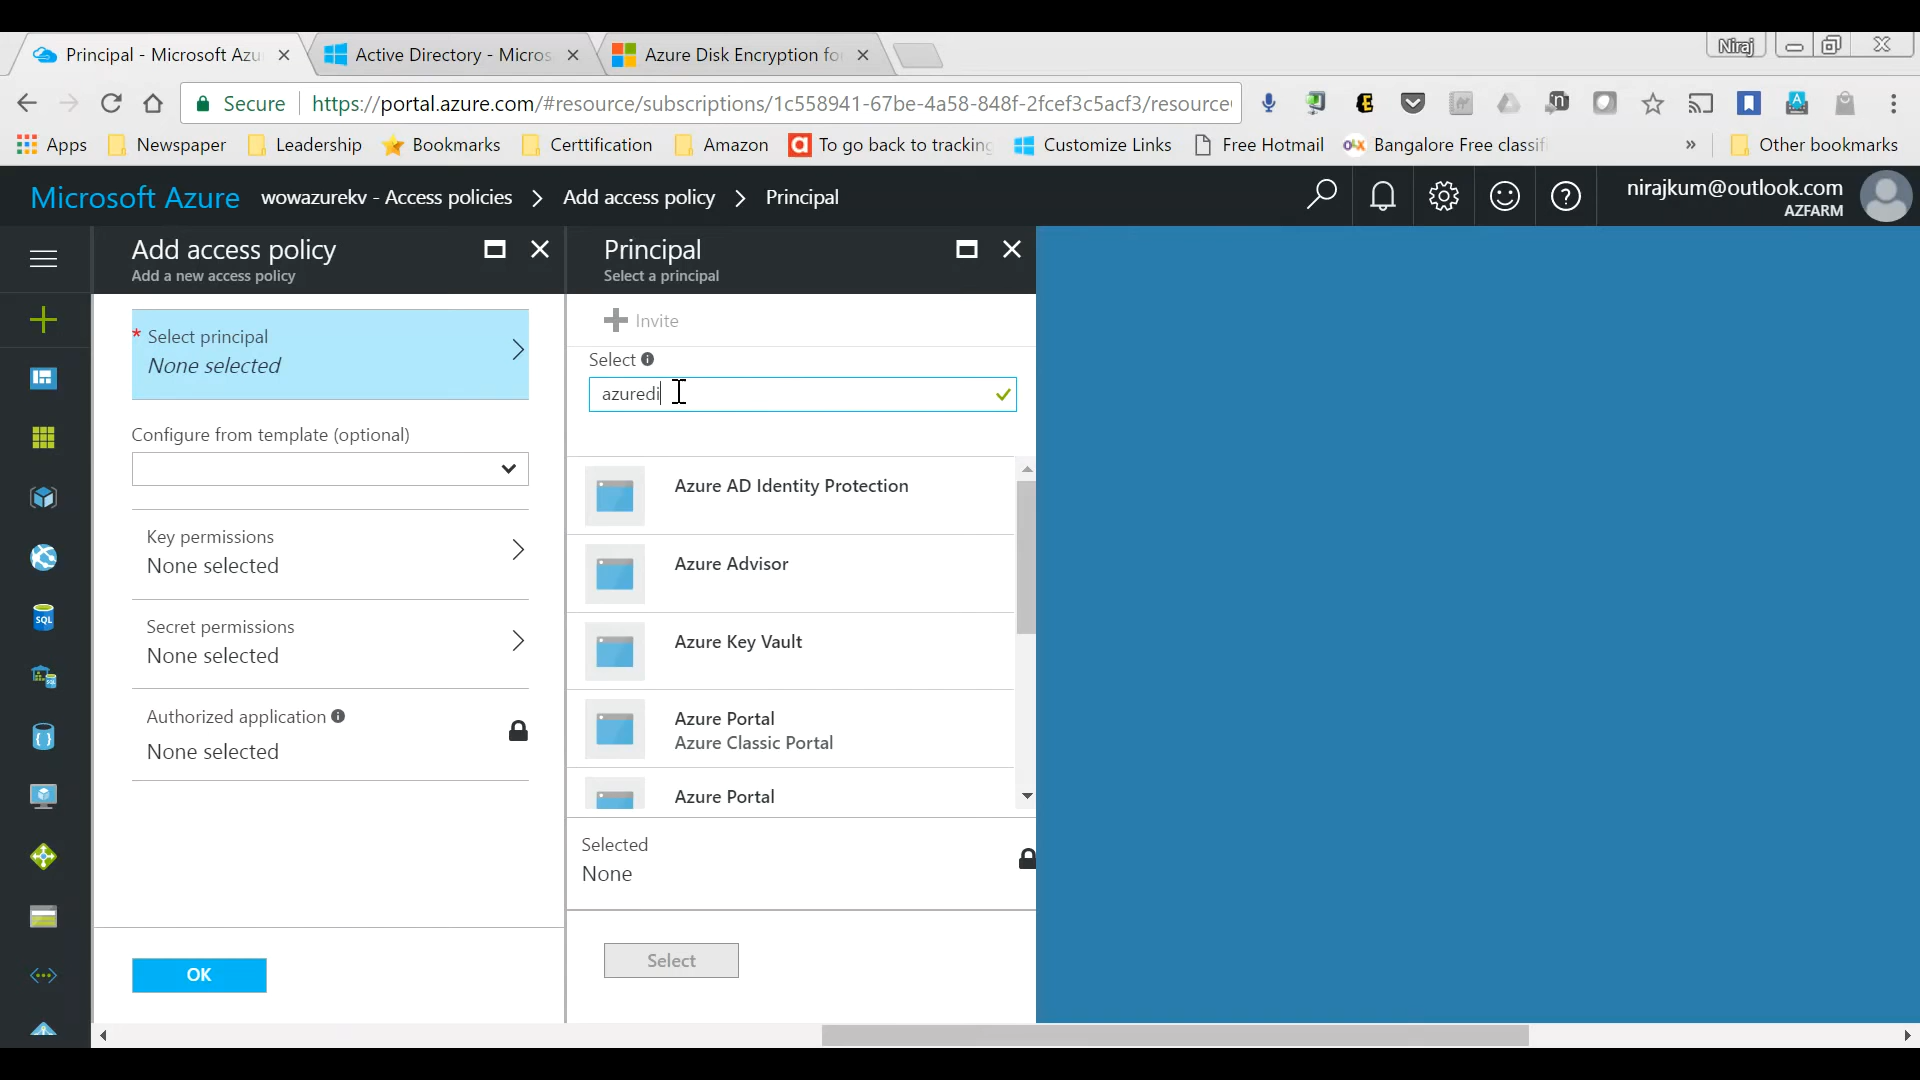 Principal - Microsoft Azu
Active Directory - Micros
Azure Disk Encryption fo
Niraj
Secure
https://portal.azure.com/#resource/subscriptions/1c558941-67be-4a58-848f-2fcef3c5acf3/resource
Apps
Newspaper
Leadership
Bookmarks
Certtification
Amazon
To go back to tracking
Customize Links
Free Hotmail
Bangalore Free classifi
»
Other bookmarks
Microsoft Azure
wowazurekv - Access policies > Add access policy > Principal
nirajkum@outlook.com
AZFARM
Add access policy
Add a new access policy
* Select principal
None selected
Configure from template (optional)
Key permissions
None selected
Secret permissions
None selected
Authorized application
None selected
OK
Principal
Select a principal
Invite
Select
azuredi
Azure AD Identity Protection
Azure Advisor
Azure Key Vault
Azure Portal
Azure Classic Portal
Azure Portal
Selected
None
Select
SQL